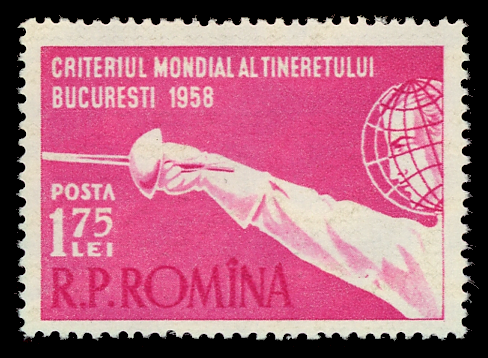 CRITERIUL MONDIAL AL TINERETULUI
BUCURESTI 1958
POSTA
1 75
LEI
R.P. ROMÎNA